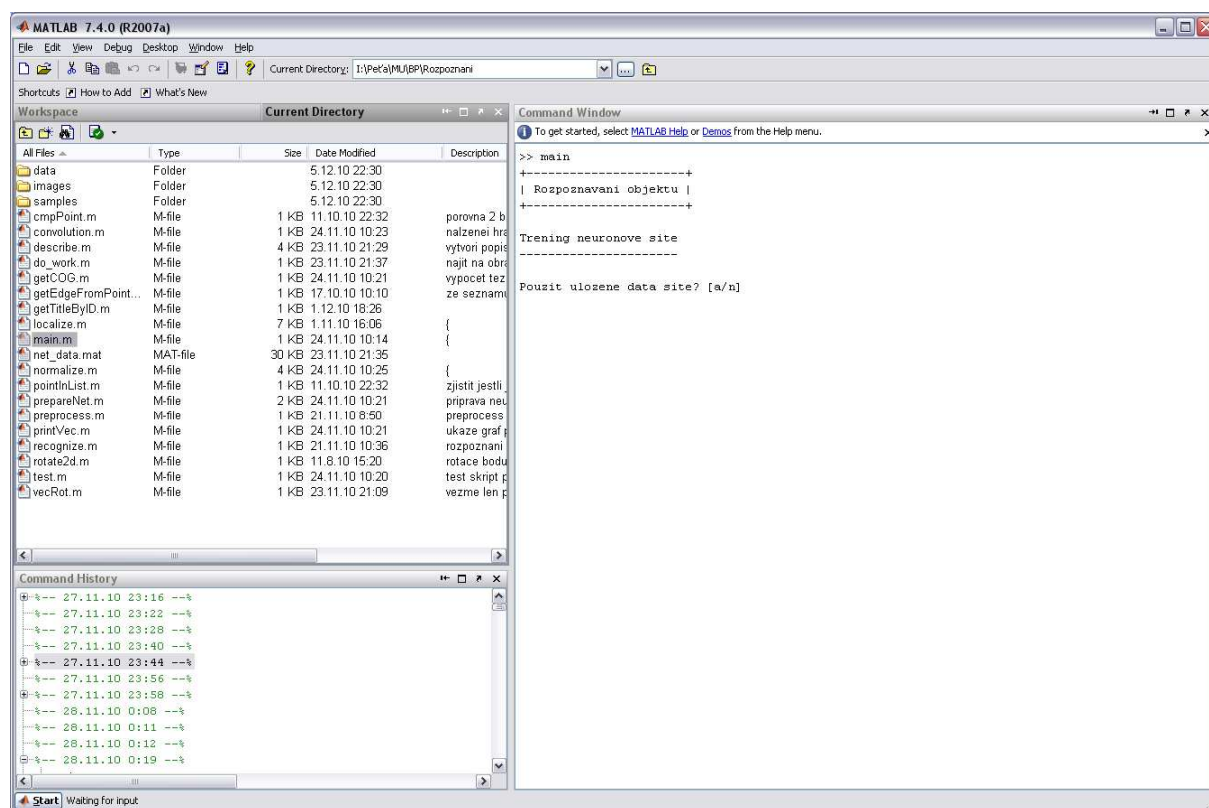 MATLAB 7.4.0 (R2007a)
File Edit View Debug Desktop Window Help
Current Directory: I:\Peťa\MU\BP\Rozpoznani
Shortcuts How to Add What's New
Workspace Current Directory
All Files Type Size Date Modified Description
data Folder 5.12.10 22:30
images Folder 5.12.10 22:30
samples Folder 5.12.10 22:30
cmpPoint.m M-file 1 KB 11.10.10 22:32 porovna 2 b
convolution.m M-file 1 KB 24.11.10 10:23 nalzenei hra
describe.m M-file 4 KB 23.11.10 21:29 vytvori popis
do_work.m M-file 1 KB 23.11.10 21:37 najit na obra
getCOG.m M-file 1 KB 24.11.10 10:21 vypocet tez
getEdgeFromPoint... M-file 1 KB 17.10.10 10:10 ze seznamu
getTitleByID.m M-file 1 KB 1.12.10 18:26
localize.m M-file 7 KB 1.11.10 16:06 {
main.m M-file 1 KB 24.11.10 10:14 {
net_data.mat MAT-file 30 KB 23.11.10 21:35
normalize.m M-file 4 KB 24.11.10 10:25 {
pointInList.m M-file 1 KB 11.10.10 22:32 zjistit jestli
prepareNet.m M-file 2 KB 24.11.10 10:21 priprava neu
preprocess.m M-file 1 KB 21.11.10 8:50 preprocess
printVec.m M-file 1 KB 24.11.10 10:21 ukaze graf p
recognize.m M-file 1 KB 21.11.10 10:36 rozpoznani
rotate2d.m M-file 1 KB 11.8.10 15:20 rotace bodu
test.m M-file 1 KB 24.11.10 10:20 test skript p
vecRot.m M-file 1 KB 23.11.10 21:09 vezme len p
Command History
%-- 27.11.10 23:16 --%
%-- 27.11.10 23:22 --%
%-- 27.11.10 23:28 --%
%-- 27.11.10 23:40 --%
%-- 27.11.10 23:44 --%
%-- 27.11.10 23:56 --%
%-- 27.11.10 23:58 --%
%-- 28.11.10 0:08 --%
%-- 28.11.10 0:11 --%
%-- 28.11.10 0:12 --%
%-- 28.11.10 0:19 --%
Command Window
To get started, select MATLAB Help or Demos from the Help menu.
>> main
+----------------------+
| Rozpoznavani objektu |
+----------------------+
Trening neuronove site
----------------------
Pouzit ulozene data site? [a/n]
Start Waiting for input